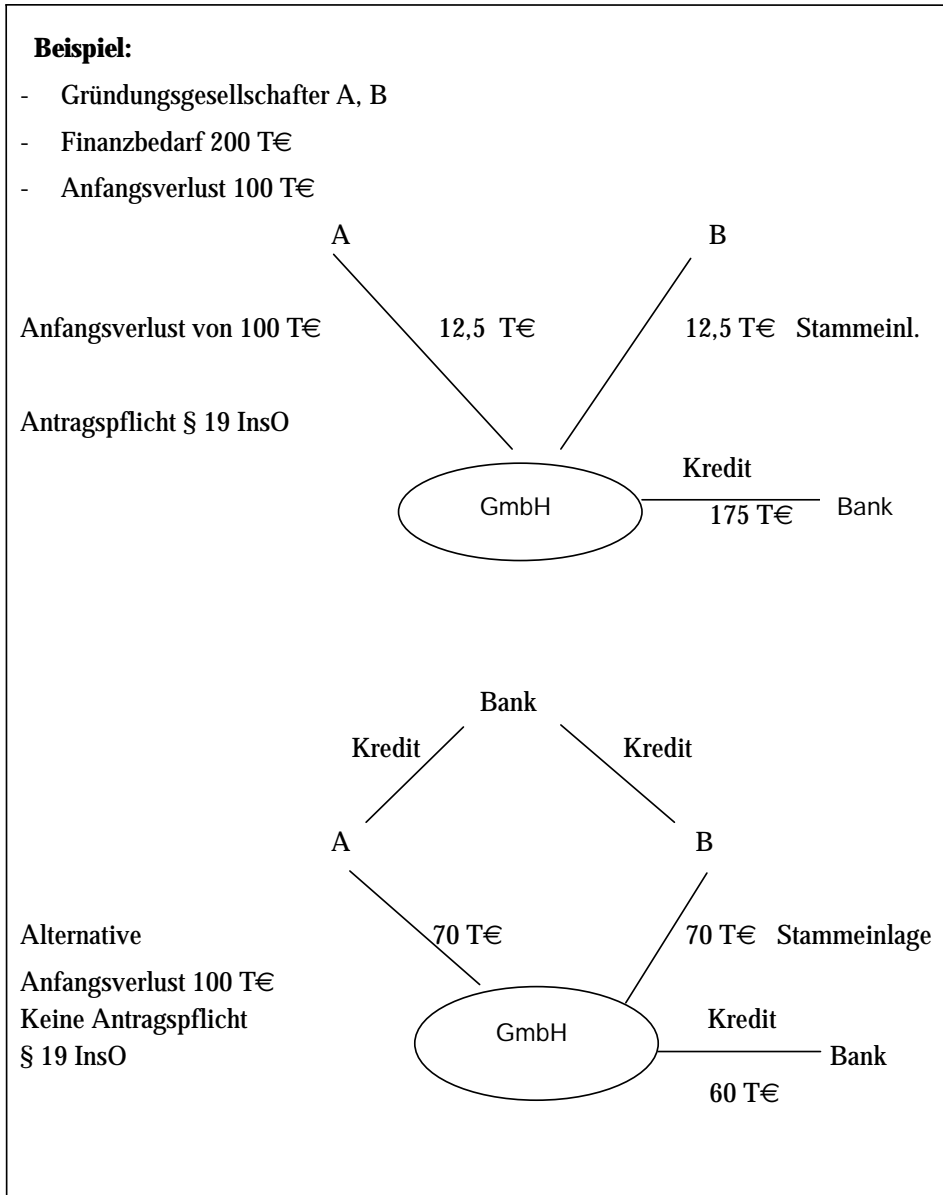 Beispiel:
- Gründungsgesellschafter A, B
- Finanzbedarf 200 T€
- Anfangsverlust 100 T€
A B
Anfangsverlust von 100 T€ 12,5 T€ 12,5 T€ Stammeinl.
Antragspflicht § 19 InsO
Kredit
GmbH 175 T€ Bank
Bank
Kredit Kredit
A B
Alternative 70 T€ 70 T€ Stammeinlage
Anfangsverlust 100 T€
Keine Antragspflicht GmbH Kredit
§ 19 InsO Bank
60 T€